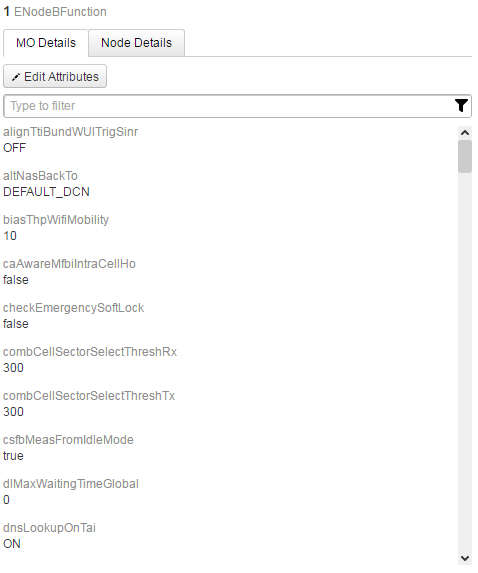 1 ENodeBFunction
MO Details Node Details
Edit Attributes
Type to filter
alignTtiBundWUlTrigSinr
OFF
altNasBackTo
DEFAULT_DCN
biasThpWifiMobility
10
caAwareMfbiIntraCellHo
false
checkEmergencySoftLock
false
combCellSectorSelectThreshRx
300
combCellSectorSelectThreshTx
300
csfbMeasFromIdleMode
true
dlMaxWaitingTimeGlobal
0
dnsLookupOnTai
ON